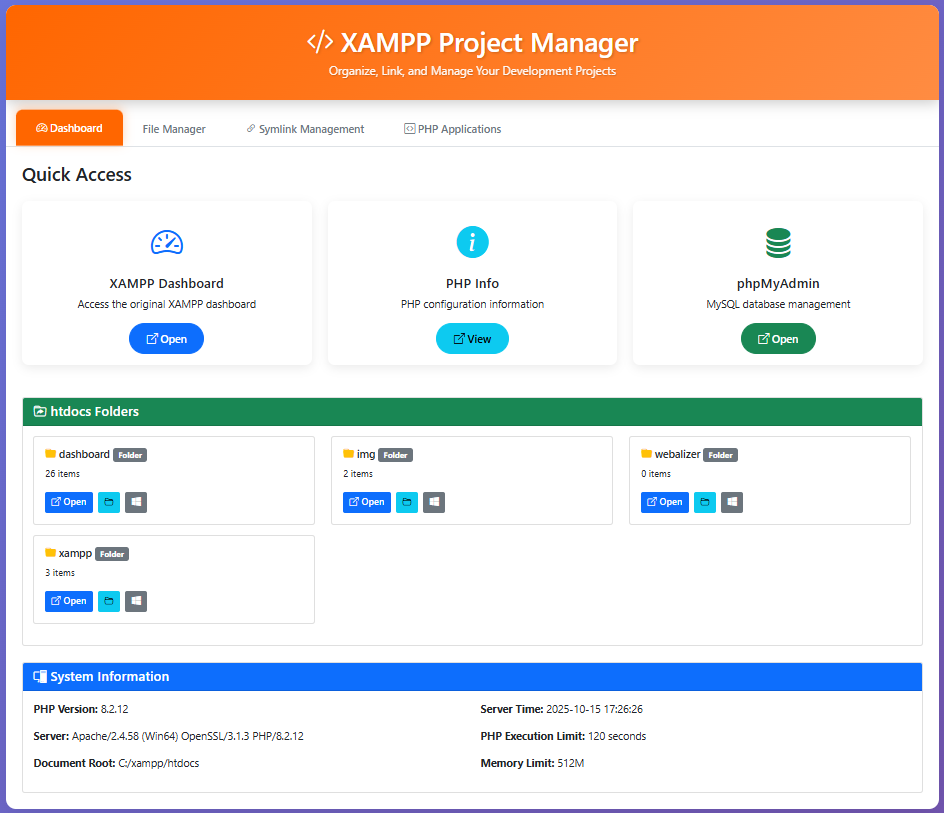 </> XAMPP Project Manager
Organize, Link, and Manage Your Development Projects
Dashboard
File Manager
Symlink Management
PHP Applications
Quick Access
XAMPP Dashboard
Access the original XAMPP dashboard
Open
PHP Info
PHP configuration information
View
phpMyAdmin
MySQL database management
Open
htdocs Folders
dashboard Folder
26 items
Open
img Folder
2 items
Open
webalizer Folder
0 items
Open
xampp Folder
3 items
Open
System Information
PHP Version: 8.2.12
Server: Apache/2.4.58 (Win64) OpenSSL/3.1.3 PHP/8.2.12
Document Root: C:/xampp/htdocs
Server Time: 2025-10-15 17:26:26
PHP Execution Limit: 120 seconds
Memory Limit: 512M